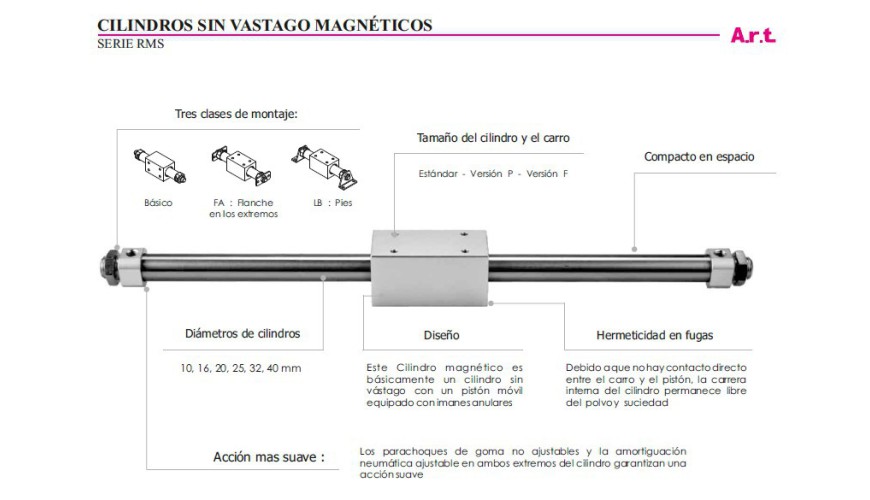 CILINDROS SIN VASTAGO MAGNÉTICOS
SERIE RMS
A.r.t.
Tres clases de montaje:
Básico
FA : Flanche
en los extremos
LB : Pies
Tamaño del cilindro y el carro
Estándar - Versión P - Versión F
Compacto en espacio
Diámetros de cilindros
10, 16, 20, 25, 32, 40 mm
Diseño
Este Cilindro magnético es
básicamente un cilindro sin
vástago con un pistón móvil
equipado con imanes anulares
Hermeticidad en fugas
Debido a que no hay contacto directo
entre el carro y el pistón, la carrera
interna del cilindro permanece libre
del polvo y suciedad
Acción mas suave :
Los parachoques de goma no ajustables y la amortiguación
neumática ajustable en ambos extremos del cilindro garantizan una
acción suave